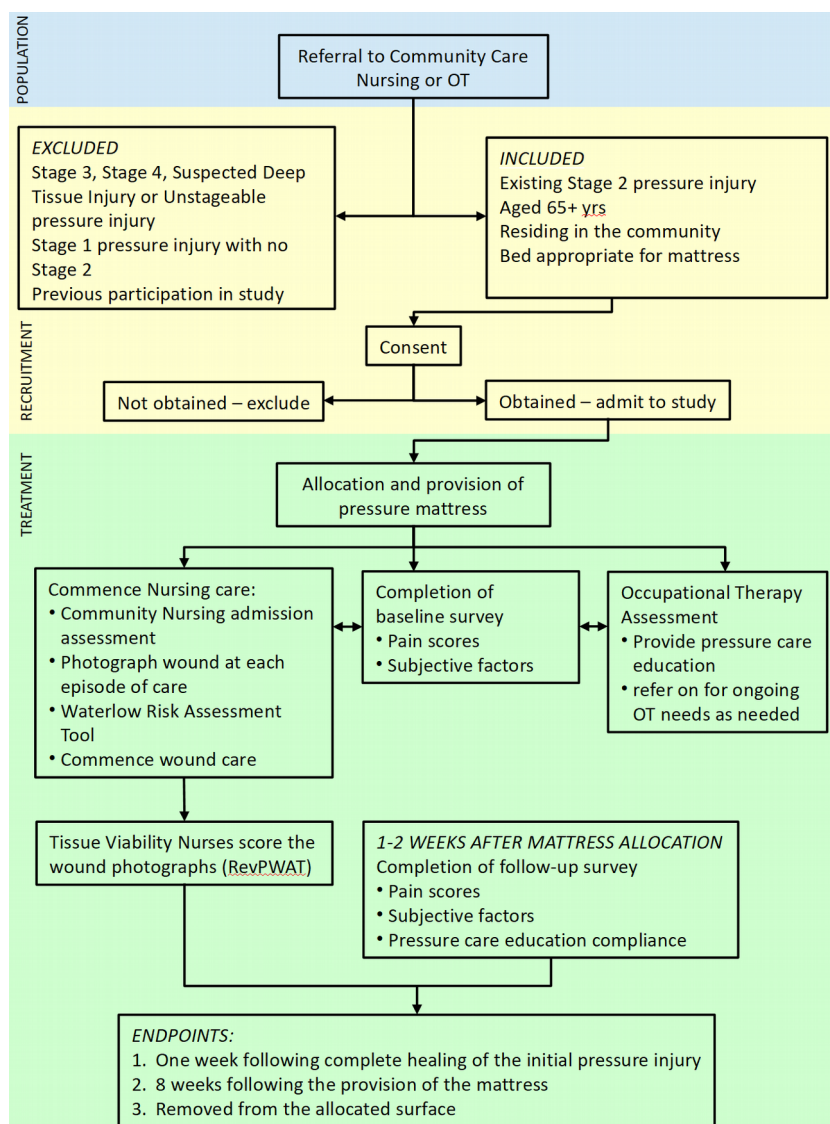 POPULATION
Referral to Community Care
Nursing or OT
EXCLUDED
Stage 3, Stage 4, Suspected Deep
Tissue Injury or Unstageable
pressure injury
Stage 1 pressure injury with no
Stage 2
Previous participation in study
INCLUDED
Existing Stage 2 pressure injury
Aged 65+ yrs
Residing in the community
Bed appropriate for mattress
RECRUITMENT
Consent
Not obtained – exclude
Obtained – admit to study
TREATMENT
Allocation and provision of
pressure mattress
Commence Nursing care:
• Community Nursing admission
assessment
• Photograph wound at each
episode of care
• Waterlow Risk Assessment
Tool
• Commence wound care
Completion of
baseline survey
• Pain scores
• Subjective factors
Occupational Therapy
Assessment
• Provide pressure care
education
• refer on for ongoing
OT needs as needed
Tissue Viability Nurses score the
wound photographs (RevPWAT)
1-2 WEEKS AFTER MATTRESS ALLOCATION
Completion of follow-up survey
• Pain scores
• Subjective factors
• Pressure care education compliance
ENDPOINTS:
1. One week following complete healing of the initial pressure injury
2. 8 weeks following the provision of the mattress
3. Removed from the allocated surface